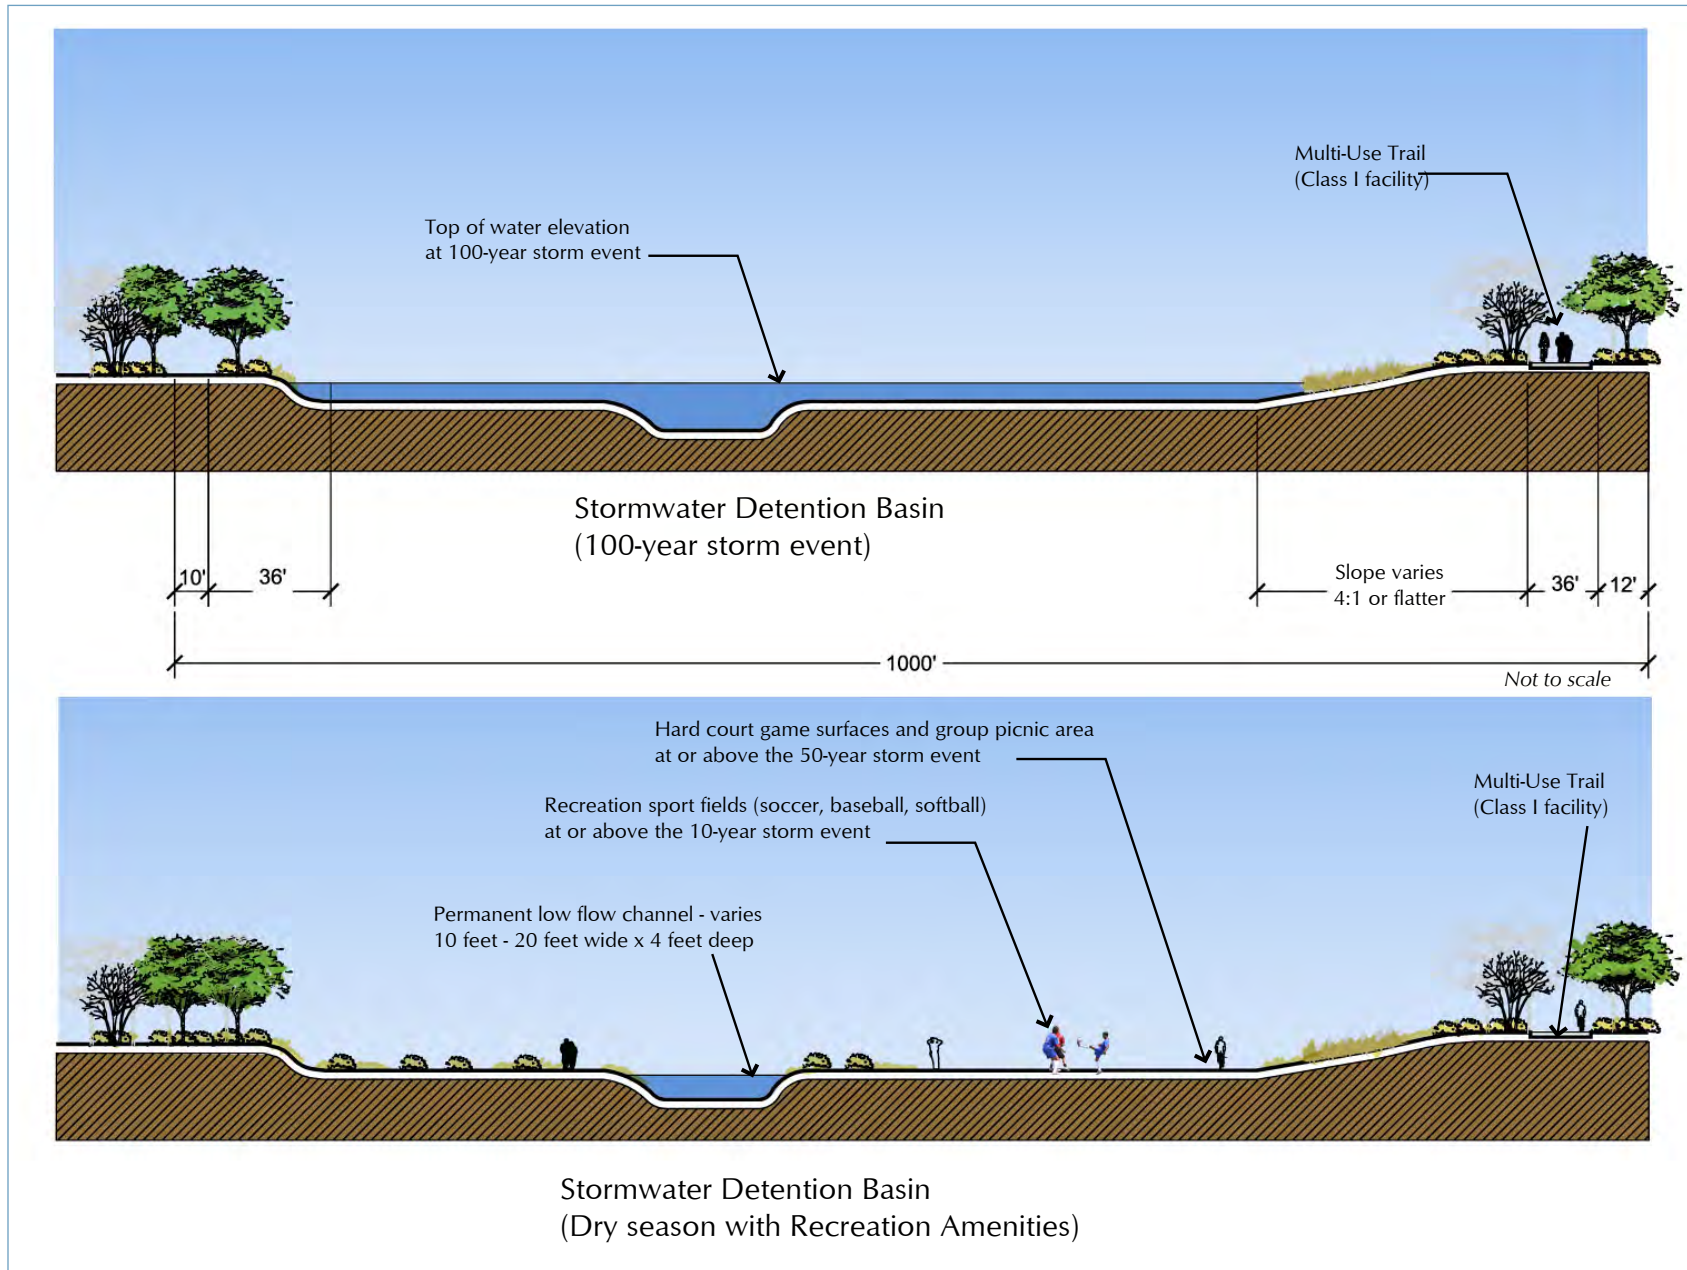 Multi-Use Trail
(Class I facility)
Top of water elevation
at 100-year storm event
Stormwater Detention Basin
(100-year storm event)
10'
36'
Slope varies
4:1 or flatter
36'
12'
1000'
Not to scale
Hard court game surfaces and group picnic area
at or above the 50-year storm event
Multi-Use Trail
(Class I facility)
Recreation sport fields (soccer, baseball, softball)
at or above the 10-year storm event
Permanent low flow channel - varies
10 feet - 20 feet wide x 4 feet deep
Stormwater Detention Basin
(Dry season with Recreation Amenities)